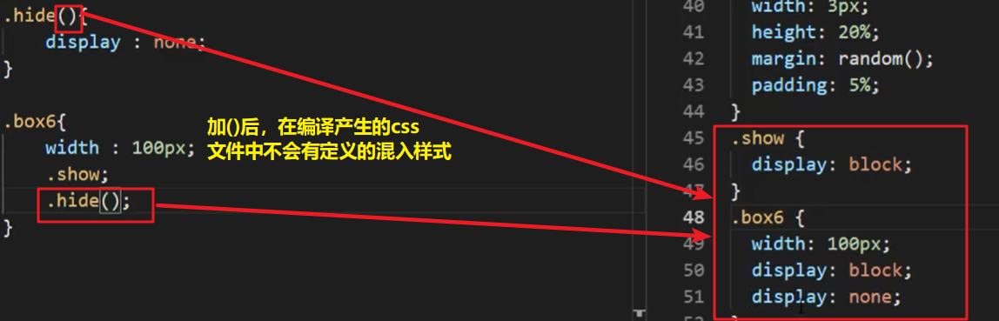 .hide(){
display : none;
}
.box6{
width : 100px;
.show;
.hide();
}
加()后，在编译产生的css
文件中不会有定义的混入样式
40 width: 3px;
41 height: 20%;
42 margin: random();
43 padding: 5%;
44 }
45 .show {
46 display: block;
47 }
48 .box6 {
49 width: 100px;
50 display: block;
51 display: none;